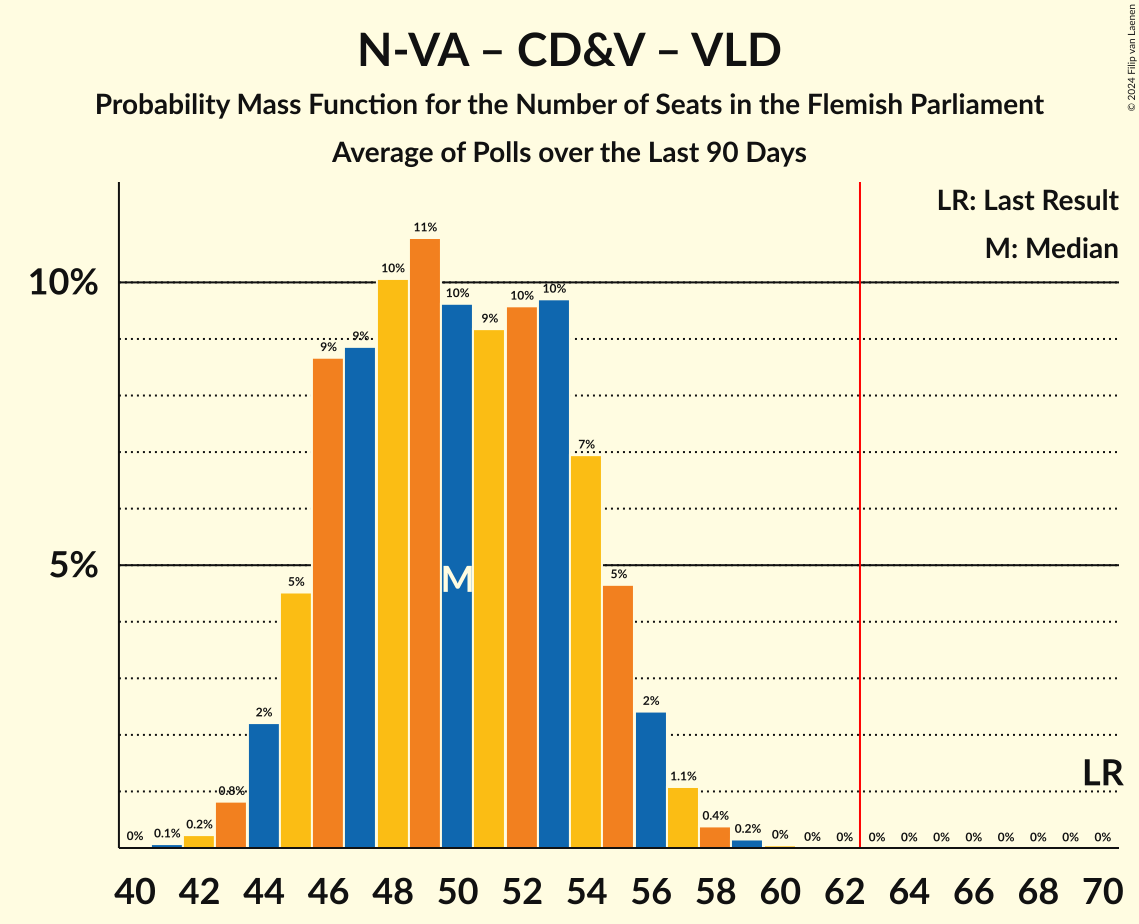 N-VA – CD&V – VLD
Probability Mass Function for the Number of Seats in the Flemish Parliament
Average of Polls over the Last 90 Days
© 2024 Filip van Laenen
LR: Last Result
M: Median
10%
5%
0% 0.1% 0.2% 0.8% 2% 5% 9% 9% 10% 11% 10% 9% 10% 10% 7% 5% 2% 1.1% 0.4% 0.2% 0% 0% 0% 0% 0% 0% 0% 0% 0% 0% 0%
M
LR
40 42 44 46 48 50 52 54 56 58 60 62 64 66 68 70